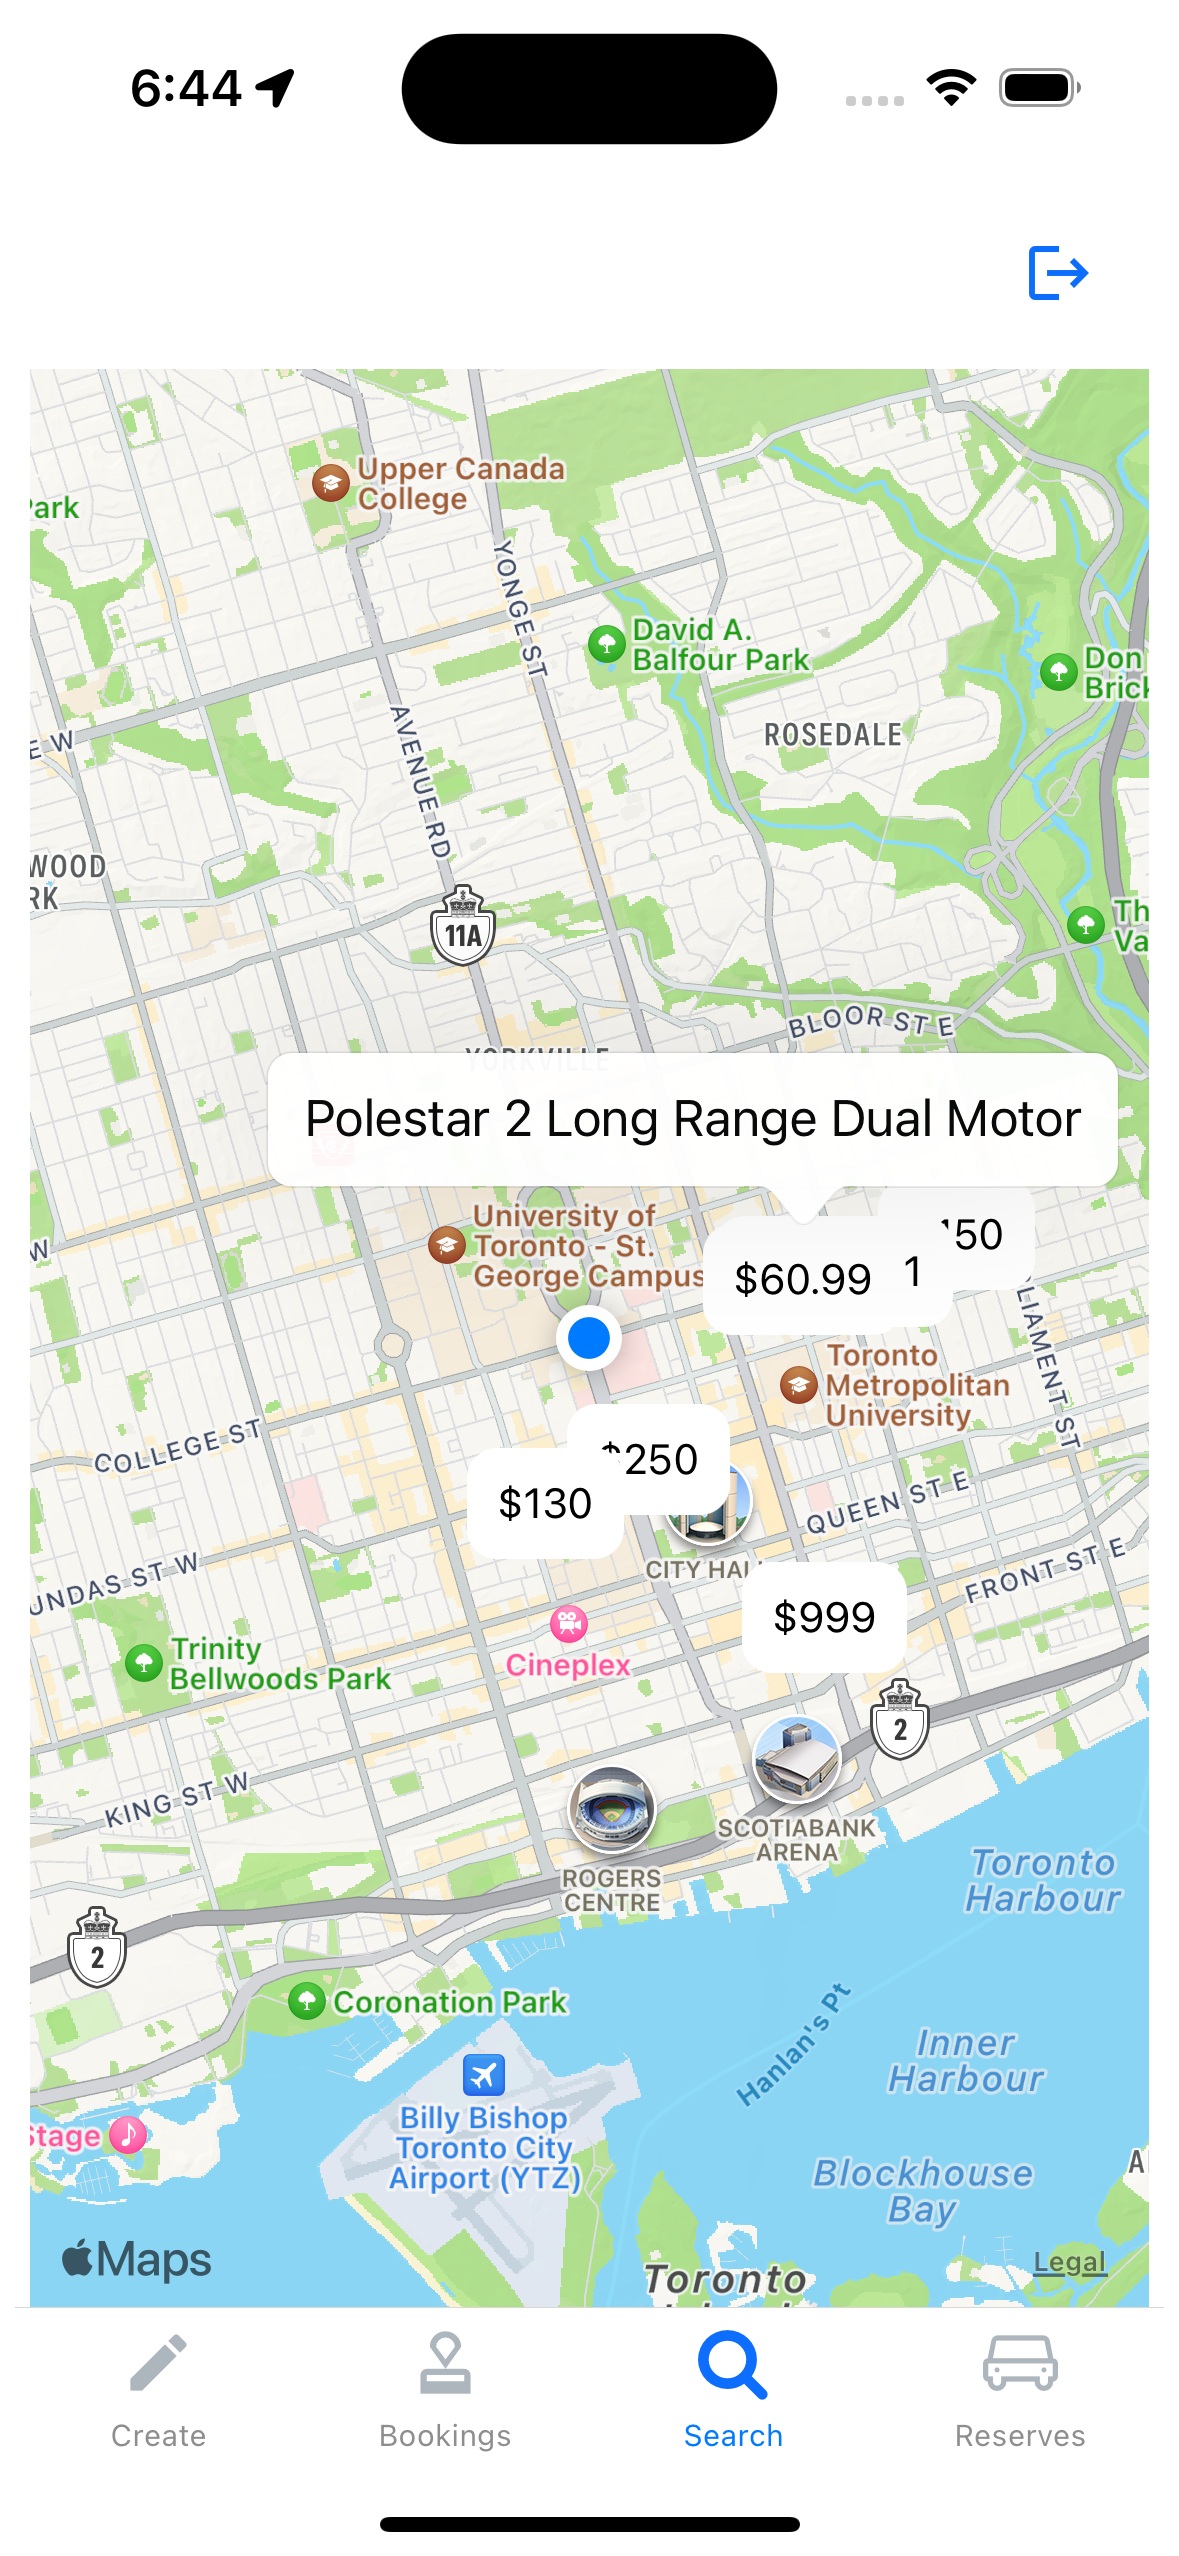 6:44
Upper Canada
College
Park
YONGE ST
David A.
Balfour Park
Don
Brick
ROSEDALE
E W
AVENUE RD
WOOD
RK
11A
Th
Va
BLOOR ST E
YORKVILLE
Polestar 2 Long Range Dual Motor
University of
Toronto - St.
George Campus
$60.99
1
150
W
LIAMENT ST
Toronto
Metropolitan
University
COLLEGE ST
$250
$130
QUEEN ST E
CITY HAL
FRONT ST E
UNDAS ST W
$999
Trinity
Bellwoods Park
Cineplex
2
KING ST W
SCOTIABANK
ARENA
ROGERS
CENTRE
Toronto
Harbour
2
Coronation Park
Hanlan's Pt
Inner
Harbour
Billy Bishop
Toronto City
Airport (YTZ)
Stage
Blockhouse
Bay
A
Maps
Legal
Toronto
Create
Bookings
Search
Reserves